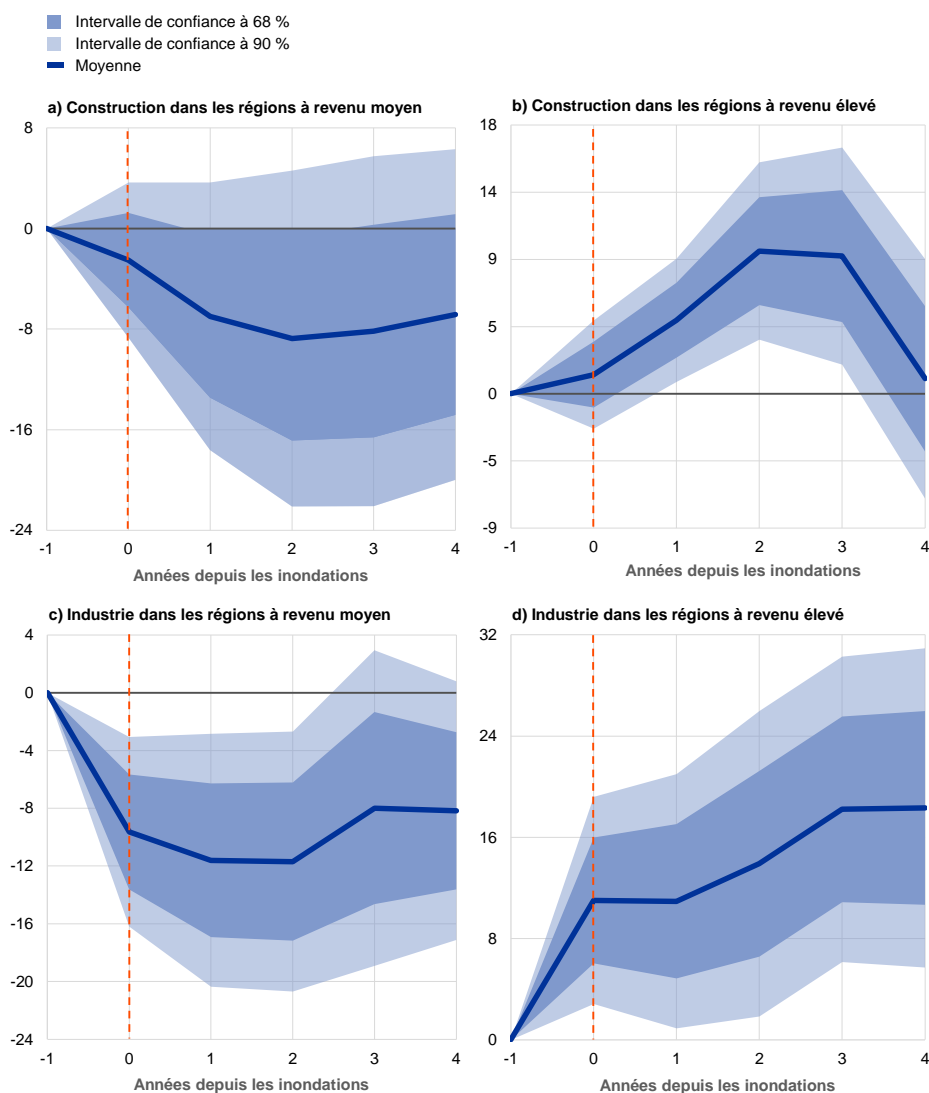 Intervalle de confiance à 68 %
Intervalle de confiance à 90 %
Moyenne
a) Construction dans les régions à revenu moyen
8
0
-8
-16
-24
-1 0 1 2 3 4
Années depuis les inondations
b) Construction dans les régions à revenu élevé
18
14
9
5
0
-5
-9
-1 0 1 2 3 4
Années depuis les inondations
c) Industrie dans les régions à revenu moyen
4
0
-4
-8
-12
-16
-20
-24
-1 0 1 2 3 4
Années depuis les inondations
d) Industrie dans les régions à revenu élevé
32
24
16
8
0
-1 0 1 2 3 4
Années depuis les inondations